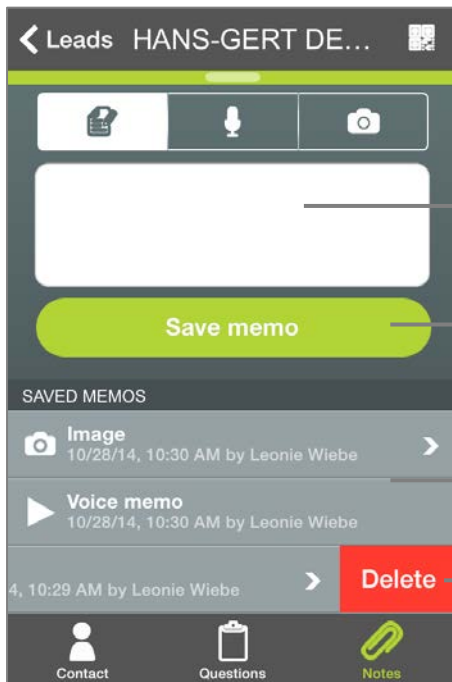 Leads HANS-GERT DE...
Save memo
SAVED MEMOS
Image
10/28/14, 10:30 AM by Leonie Wiebe
Voice memo
10/28/14, 10:30 AM by Leonie Wiebe
4, 10:29 AM by Leonie Wiebe
Delete
Contact Questions Notes